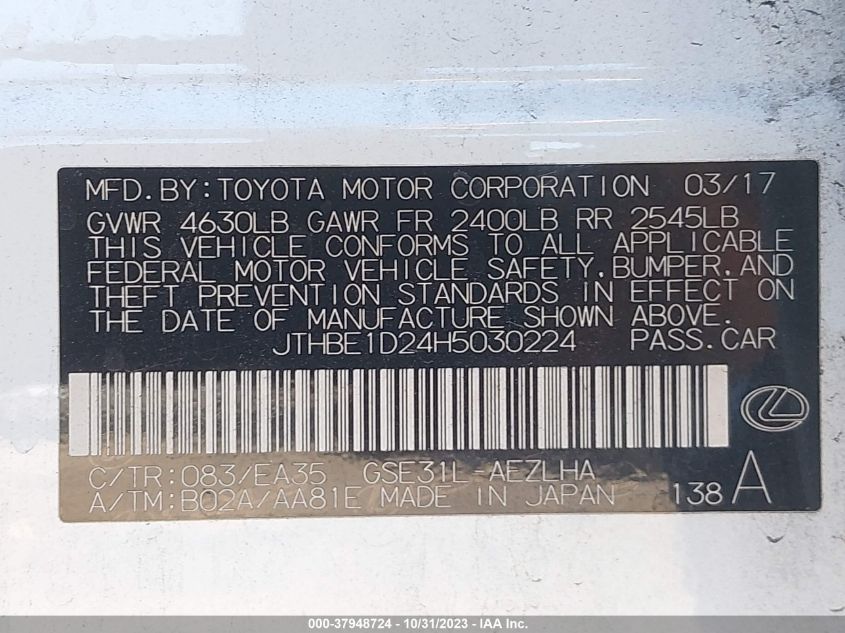 MFD.BY:TOYOTA MOTOR CORPORATION 03/17
GVWR 4630LB GAWR FR 2400LB RR 2545LB
THIS VEHICLE CONFORMS TO ALL APPLICABLE
FEDERAL MOTOR VEHICLE SAFETY,BUMPER,AND
THEFT PREVENTION STANDARDS IN EFFECT ON
THE DATE OF MANUFACTURE SHOWN ABOVE.
JTHBE1D24H5030224 PASS.CAR
C/TR:083/EA35 GSE31L-AEZLHA
A/TM:B02A/AA81E MADE IN JAPAN 138 A
000-37948724 - 10/31/2023 - IAA Inc.